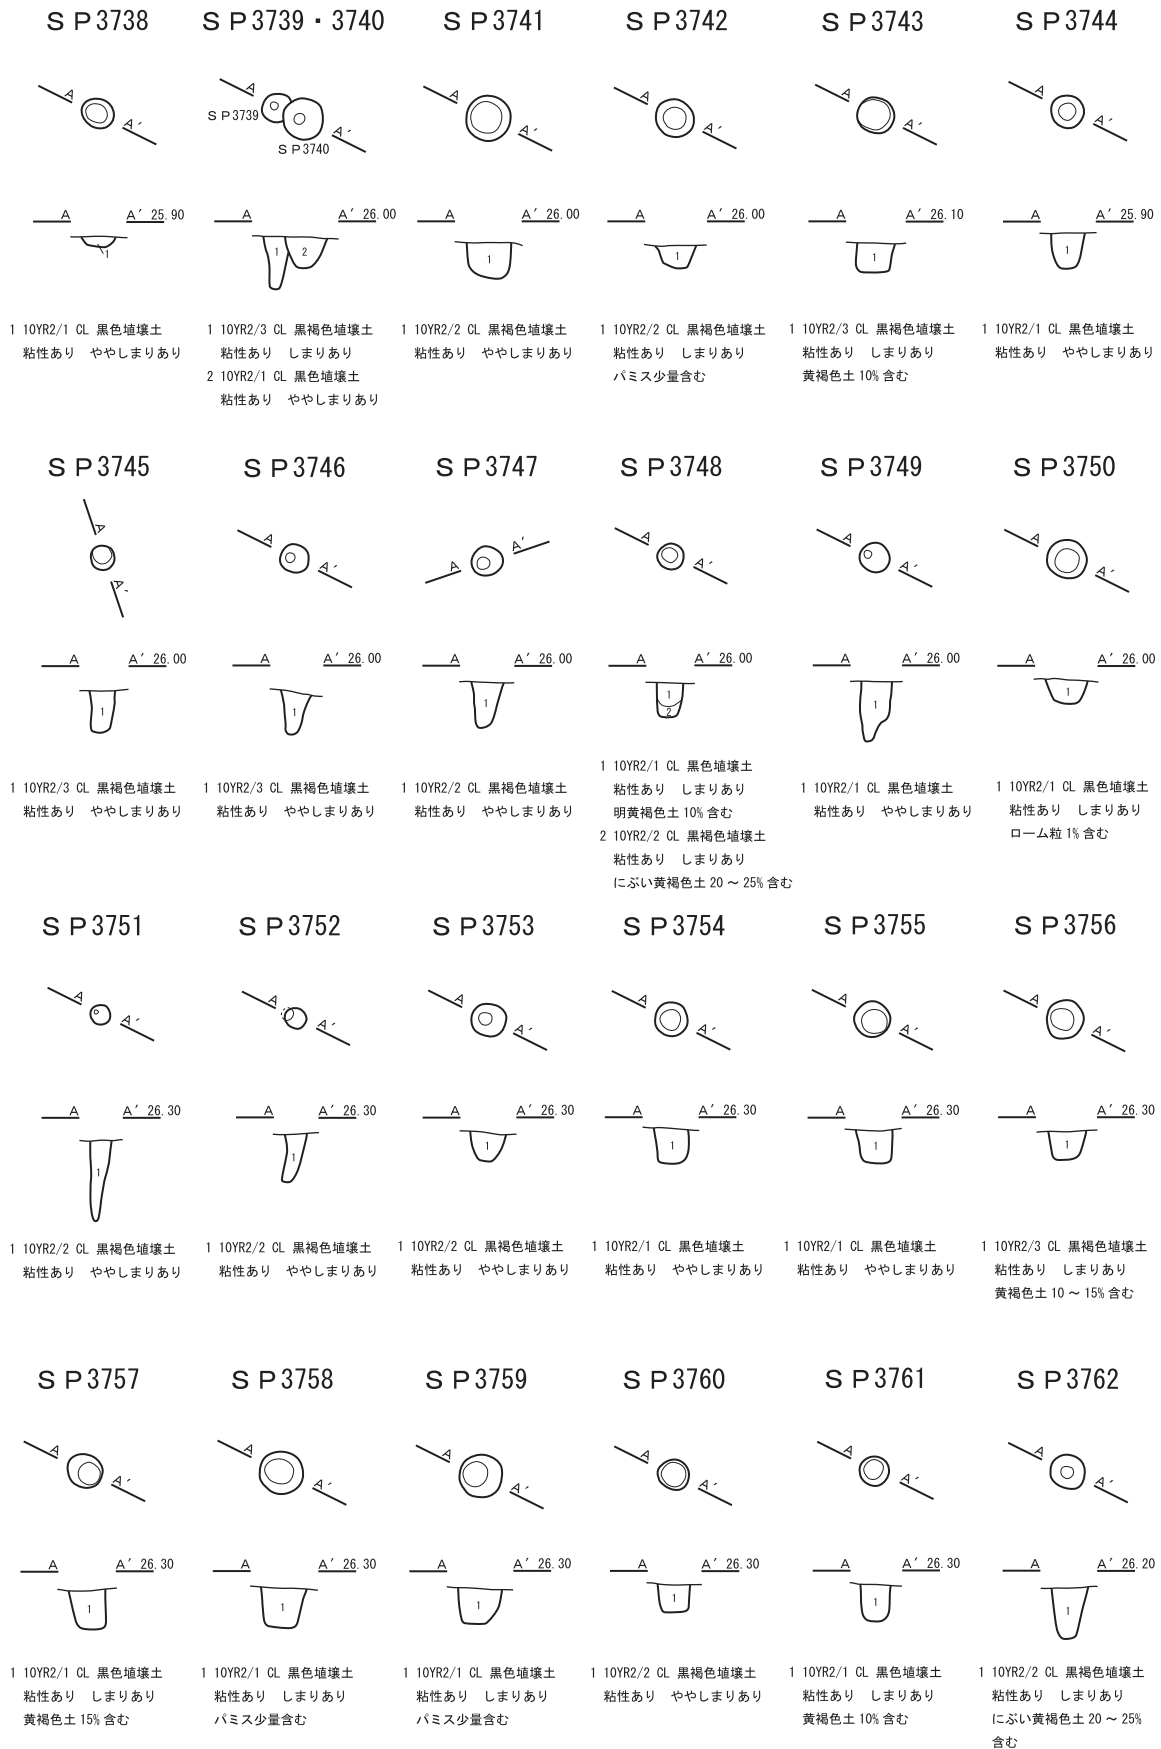 ＳＰ3738
A
A′
A
A′ 25.90
1
1 10YR2/1 CL 黒色埴壌土
粘性あり　ややしまりあり
ＳＰ3739・3740
A
ＳＰ3739
A′
ＳＰ3740
A
A′ 26.00
1
2
1 10YR2/3 CL 黒褐色埴壌土
粘性あり　しまりあり
2 10YR2/1 CL 黒色埴壌土
粘性あり　ややしまりあり
ＳＰ3741
A
A′
A
A′ 26.00
1
1 10YR2/2 CL 黒褐色埴壌土
粘性あり　ややしまりあり
ＳＰ3742
A
A′
A
A′ 26.00
1
1 10YR2/2 CL 黒褐色埴壌土
粘性あり　しまりあり
パミス少量含む
ＳＰ3743
A
A′
A
A′ 26.10
1
1 10YR2/3 CL 黒褐色埴壌土
粘性あり　しまりあり
黄褐色土 10% 含む
ＳＰ3744
A
A′
A
A′ 25.90
1
1 10YR2/1 CL 黒色埴壌土
粘性あり　ややしまりあり
ＳＰ3745
A
A′
A
A′ 26.00
1
1 10YR2/3 CL 黒褐色埴壌土
粘性あり　ややしまりあり
ＳＰ3746
A
A′
A
A′ 26.00
1
1 10YR2/3 CL 黒褐色埴壌土
粘性あり　ややしまりあり
ＳＰ3747
A
A′
A
A′ 26.00
1
1 10YR2/2 CL 黒褐色埴壌土
粘性あり　ややしまりあり
ＳＰ3748
A
A′
A
A′ 26.00
1
2
1 10YR2/1 CL 黒色埴壌土
粘性あり　しまりあり
明黄褐色土 10% 含む
2 10YR2/2 CL 黒褐色埴壌土
粘性あり　しまりあり
にぶい黄褐色土 20 ～ 25% 含む
ＳＰ3749
A
A′
A
A′ 26.00
1
1 10YR2/1 CL 黒色埴壌土
粘性あり　ややしまりあり
ＳＰ3750
A
A′
A
A′ 26.00
1
1 10YR2/1 CL 黒色埴壌土
粘性あり　しまりあり
ローム粒 1% 含む
ＳＰ3751
A
A′
A
A′ 26.30
1
1 10YR2/2 CL 黒褐色埴壌土
粘性あり　ややしまりあり
ＳＰ3752
A
A′
A
A′ 26.30
1
1 10YR2/2 CL 黒褐色埴壌土
粘性あり　ややしまりあり
ＳＰ3753
A
A′
A
A′ 26.30
1
1 10YR2/2 CL 黒褐色埴壌土
粘性あり　ややしまりあり
ＳＰ3754
A
A′
A
A′ 26.30
1
1 10YR2/1 CL 黒色埴壌土
粘性あり　ややしまりあり
ＳＰ3755
A
A′
A
A′ 26.30
1
1 10YR2/1 CL 黒色埴壌土
粘性あり　ややしまりあり
ＳＰ3756
A
A′
A
A′ 26.30
1
1 10YR2/3 CL 黒褐色埴壌土
粘性あり　しまりあり
黄褐色土 10 ～ 15% 含む
ＳＰ3757
A
A′
A
A′ 26.30
1
1 10YR2/1 CL 黒色埴壌土
粘性あり　しまりあり
黄褐色土 15% 含む
ＳＰ3758
A
A′
A
A′ 26.30
1
1 10YR2/1 CL 黒色埴壌土
粘性あり　しまりあり
パミス少量含む
ＳＰ3759
A
A′
A
A′ 26.30
1
1 10YR2/1 CL 黒色埴壌土
粘性あり　しまりあり
パミス少量含む
ＳＰ3760
A
A′
A
A′ 26.30
1
1 10YR2/2 CL 黒褐色埴壌土
粘性あり　ややしまりあり
ＳＰ3761
A
A′
A
A′ 26.30
1
1 10YR2/1 CL 黒色埴壌土
粘性あり　しまりあり
黄褐色土 10% 含む
ＳＰ3762
A
A′
A
A′ 26.20
1
1 10YR2/2 CL 黒褐色埴壌土
粘性あり　しまりあり
にぶい黄褐色土 20 ～ 25%
含む